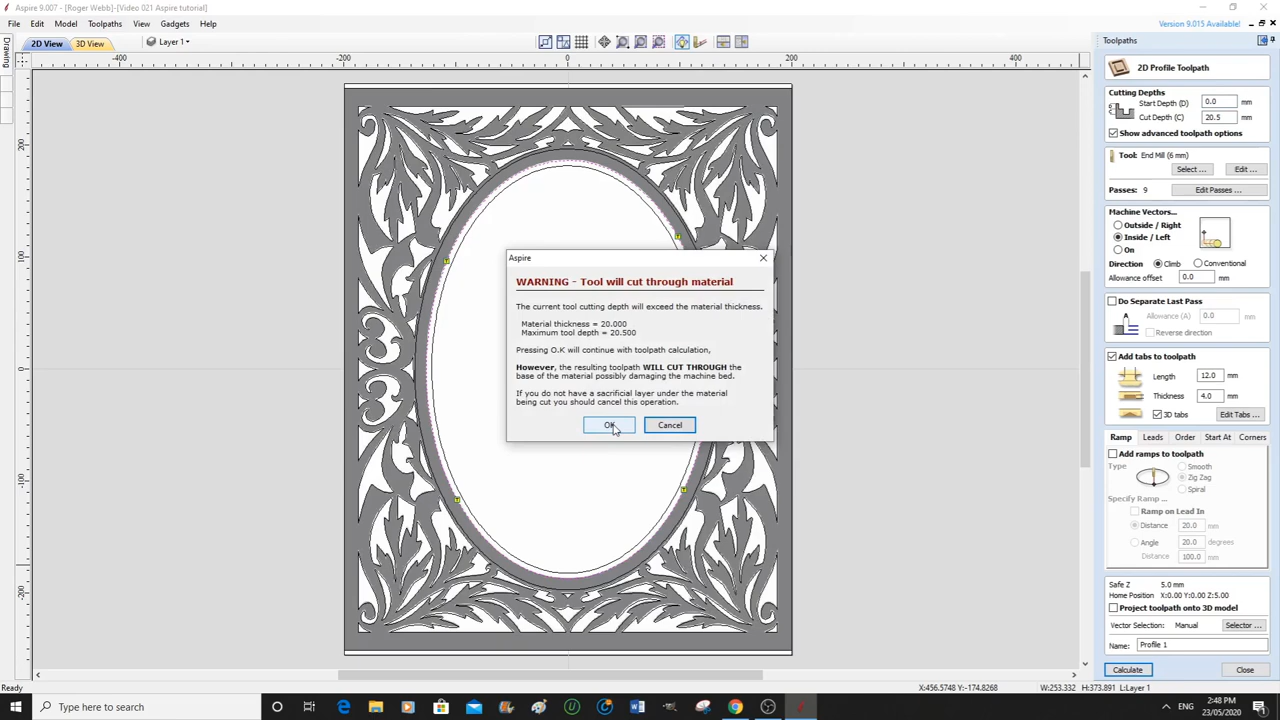 Aspire 9.007 - [Roger Webb]-[Video 021 Aspire tutorial]
File Edit Model Toolpaths View Gadgets Help
Version 9.015 Available!
2D View 3D View Layer 1
Drawing
-400 -200 0 200 400
200
100
0
-100
-200
Toolpaths
2D Profile Toolpath
Cutting Depths
Start Depth (D) 0.0 mm
Cut Depth (C) 20.5 mm
Show advanced toolpath options
Tool: End Mill (6 mm)
Select ... Edit ...
Passes: 9 Edit Passes ...
Machine Vectors...
Outside / Right
Inside / Left
On
Direction Climb Conventional
Allowance offset 0.0 mm
Do Separate Last Pass
Allowance (A) 0.0 mm
Reverse direction
Add tabs to toolpath
Length 12.0 mm
Thickness 4.0 mm
3D tabs Edit Tabs ...
Ramp Leads Order Start At Corners
Add ramps to toolpath
Type Smooth
Zig Zag
Spiral
Specify Ramp ...
Ramp on Lead In
Distance 20.0 mm
Angle 20.0 degrees
Distance 100.0 mm
Safe Z 5.0 mm
Home Position X:0.00 Y:0.00 Z:5.00
Project toolpath onto 3D model
Vector Selection: Manual Selector ...
Name: Profile 1
Calculate Close
Aspire
WARNING - Tool will cut through material
The current tool cutting depth will exceed the material thickness.
Material thickness = 20.000
Maximum tool depth = 20.500
Pressing O.K will continue with toolpath calculation,
However, the resulting toolpath WILL CUT THROUGH the
base of the material possibly damaging the machine bed.
If you do not have a sacrificial layer under the material
being cut you should cancel this operation.
OK Cancel
Ready
X:456.5748 Y:-174.8268 W:253.332 H:373.891 L:Layer 1
Type here to search
ENG
2:48 PM
23/05/2020